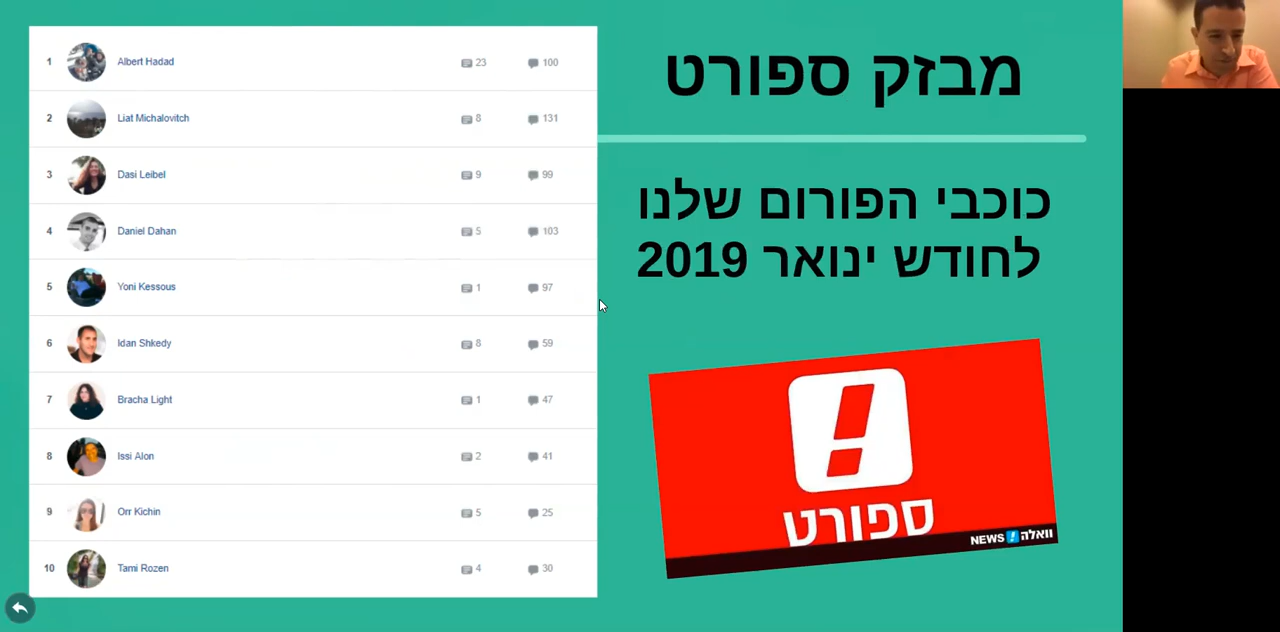 מבזק ספורט
כוכבי הפורום שלנו
לחודש ינואר 2019
1 Albert Hadad 23 100
2 Liat Michalovitch 8 131
3 Dasi Leibel 9 99
4 Daniel Dahan 5 103
5 Yoni Kessous 1 97
6 Idan Shkedy 8 59
7 Bracha Light 1 47
8 Issi Alon 2 41
9 Orr Kichin 5 25
10 Tami Rozen 4 30
ספורט
וואלה! NEWS